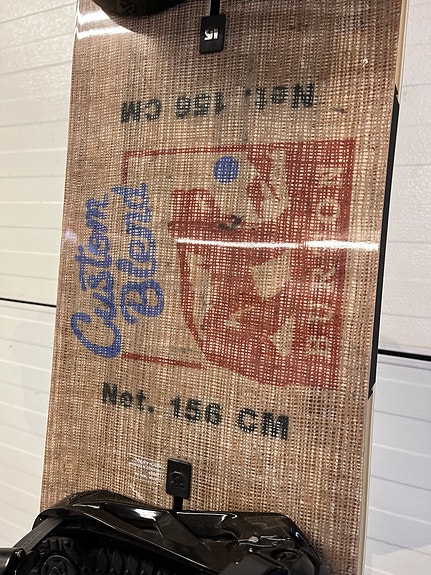 Net. 156 CM
Custom
Blend
BURTON
Net. 156 CM